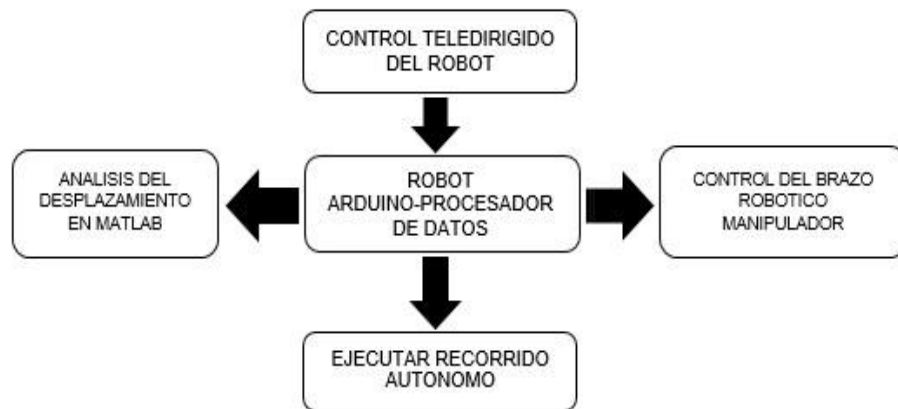 CONTROL TELEDIRIGIDO
DEL ROBOT
ANALISIS DEL
DESPLAZAMIENTO
EN MATLAB
ROBOT
ARDUINO-PROCESADOR
DE DATOS
CONTROL DEL BRAZO
ROBOTICO
MANIPULADOR
EJECUTAR RECORRIDO
AUTONOMO